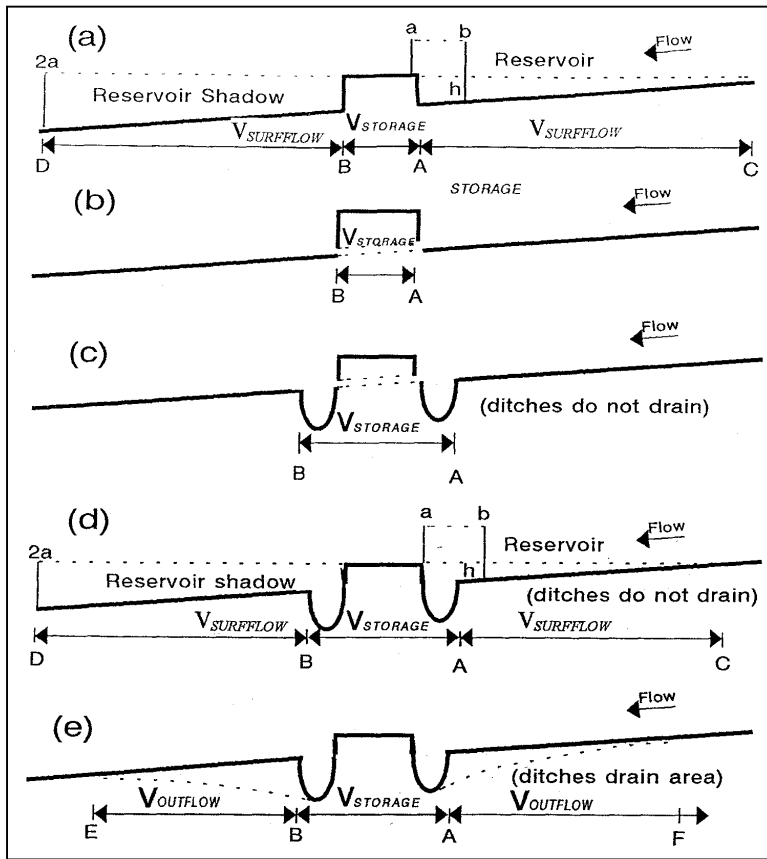 (a)
a b Reservoir Flow
2a
Reservoir Shadow h
VSURFFLOW VSTORAGE VSURFFLOW
D B A C
(b)
STORAGE
Flow
VSTORAGE
B A
(c)
Flow
(ditches do not drain)
VSTORAGE
B A
(d)
a b Flow
2a Reservoir
Reservoir shadow h
(ditches do not drain)
VSURFFLOW VSTORAGE VSURFFLOW
D B A C
(e)
Flow
(ditches drain area)
VOUTFLOW VSTORAGE VOUTFLOW
E B A F